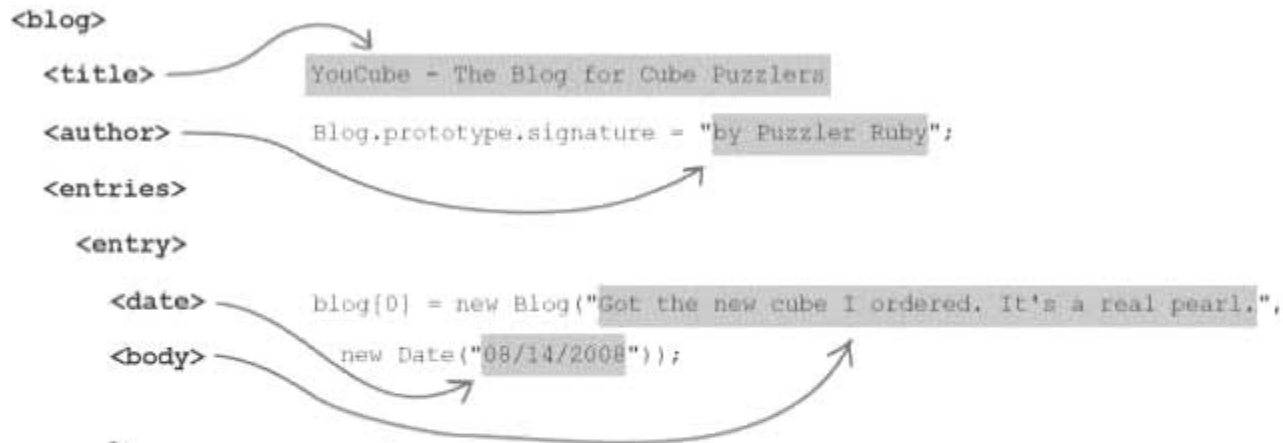 <blog>
<title> YouCube - The Blog for Cube Puzzlers
<author> Blog.prototype.signature = "by Puzzler Ruby";
<entries>
<entry>
<date> blog[0] = new Blog("Got the new cube I ordered. It's a real pearl.",
<body> new Date("08/14/2008"));